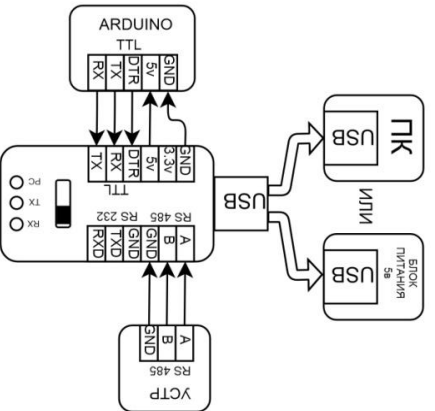 ARDUINO
TTL
RX
TX
DTR
5v
GND
TX
RX
DTR
5v
3.3v
GND
TTL
PC
TX
RX
RS 232
RS 485
RXD
TXD
GND
GND
B
A
USB
USB
ПК
ИЛИ
USB
БЛОК
ПИТАНИЯ
5в
GND
B
A
RS 485
УСТР